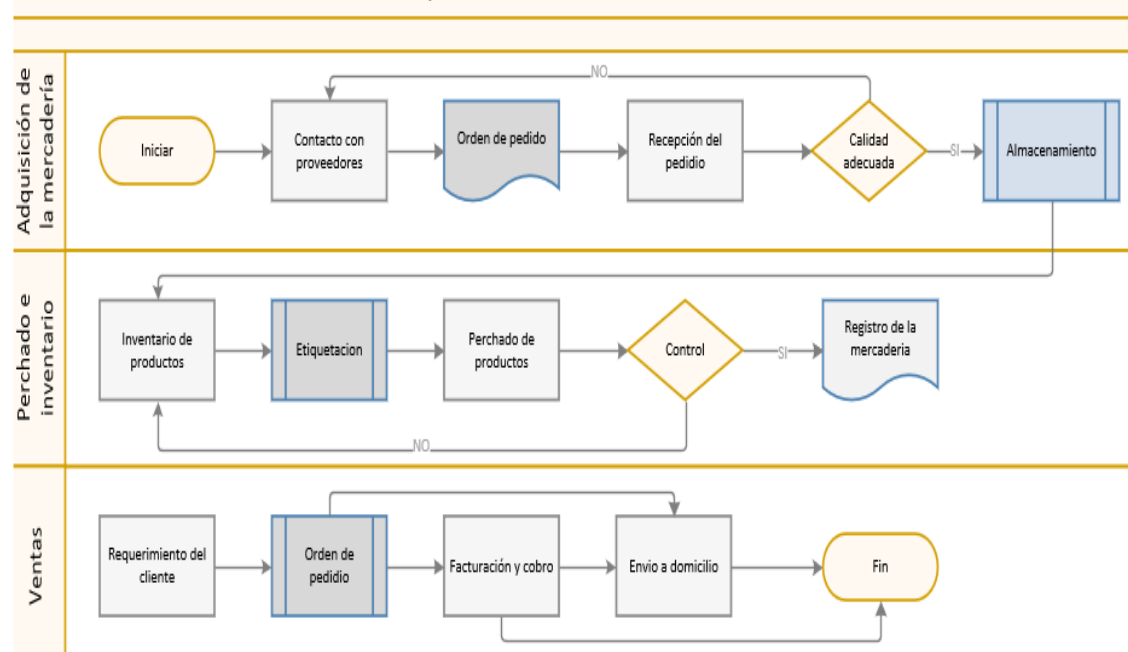 Adquisición de
la mercadería
NO
Iniciar
Contacto con
proveedores
Orden de pedido
Recepción del
pedidio
Calidad
adecuada
SI
Almacenamiento
Perchado e
inventario
Inventario de
productos
Etiquetacion
Perchado de
productos
Control
SI
Registro de la
mercaderia
NO
Ventas
Requerimiento del
cliente
Orden de
pedidio
Facturación y cobro
Envio a domicilio
Fin